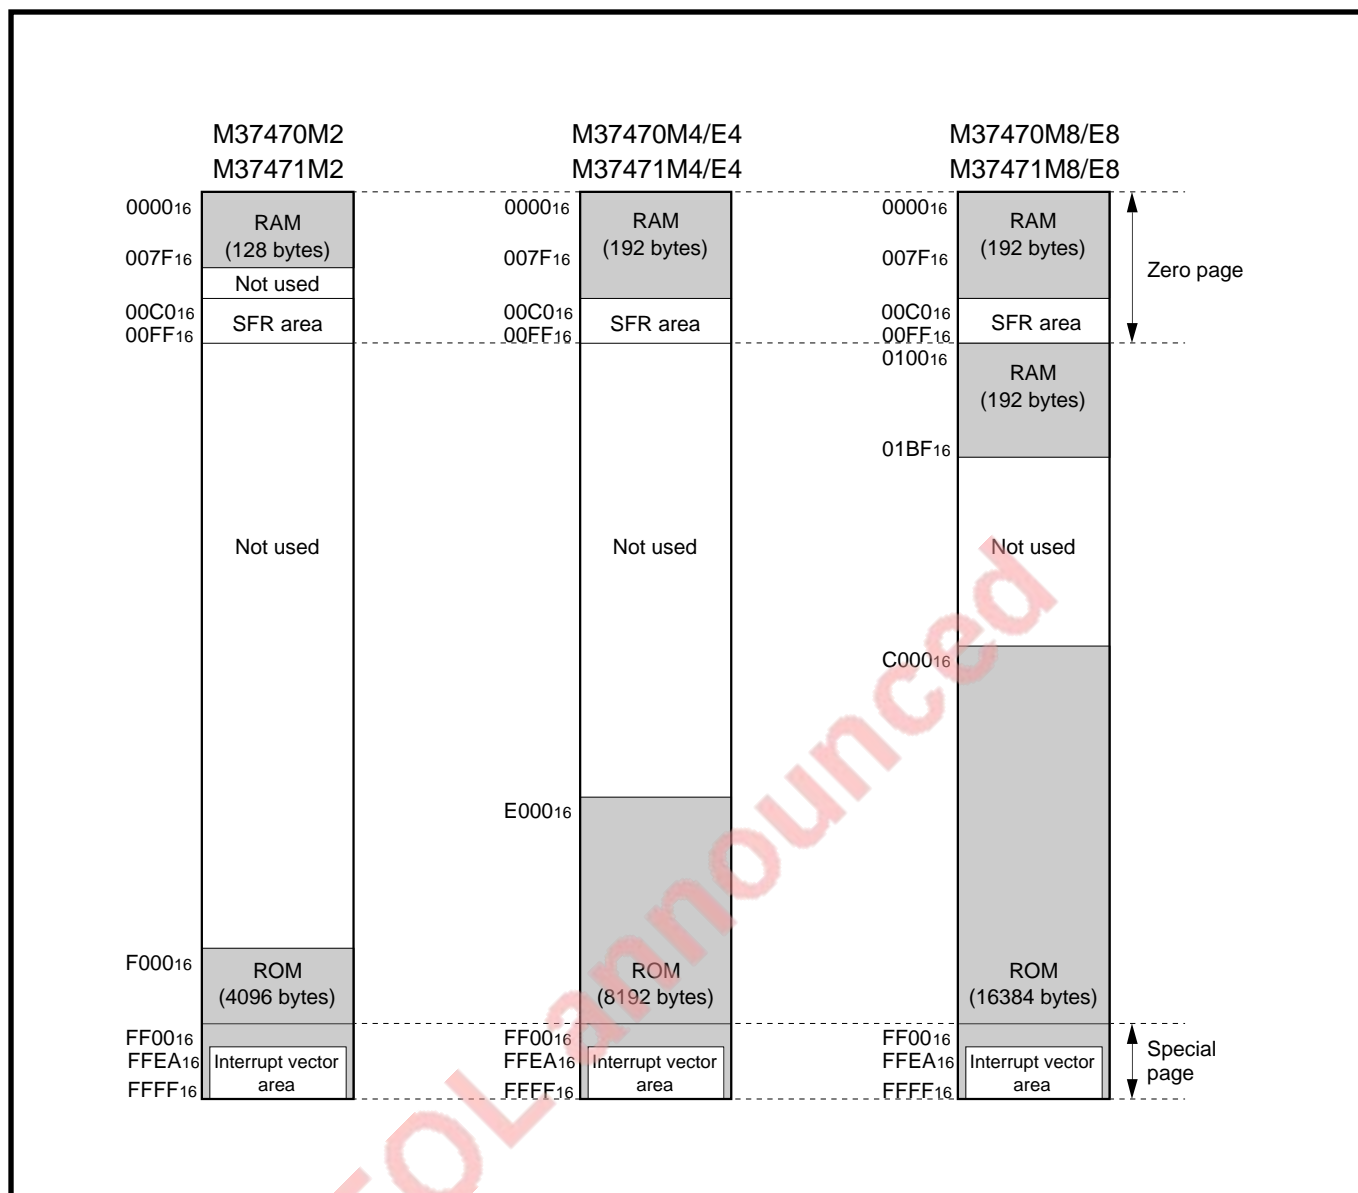 M37470M2
M37471M2
M37470M4/E4
M37471M4/E4
M37470M8/E8
M37471M8/E8
000016
RAM
(128 bytes)
007F16
Not used
00C016
SFR area
00FF16
Not used
F00016
ROM
(4096 bytes)
FF0016
FFEA16
Interrupt vector
area
FFFF16
000016
RAM
(192 bytes)
007F16
00C016
SFR area
00FF16
Not used
E00016
ROM
(8192 bytes)
FF0016
FFEA16
Interrupt vector
area
FFFF16
000016
RAM
(192 bytes)
007F16
00C016
SFR area
00FF16
010016
RAM
(192 bytes)
01BF16
Not used
C00016
ROM
(16384 bytes)
FF0016
FFEA16
Interrupt vector
area
FFFF16
Zero page
Special
page
EOL announced